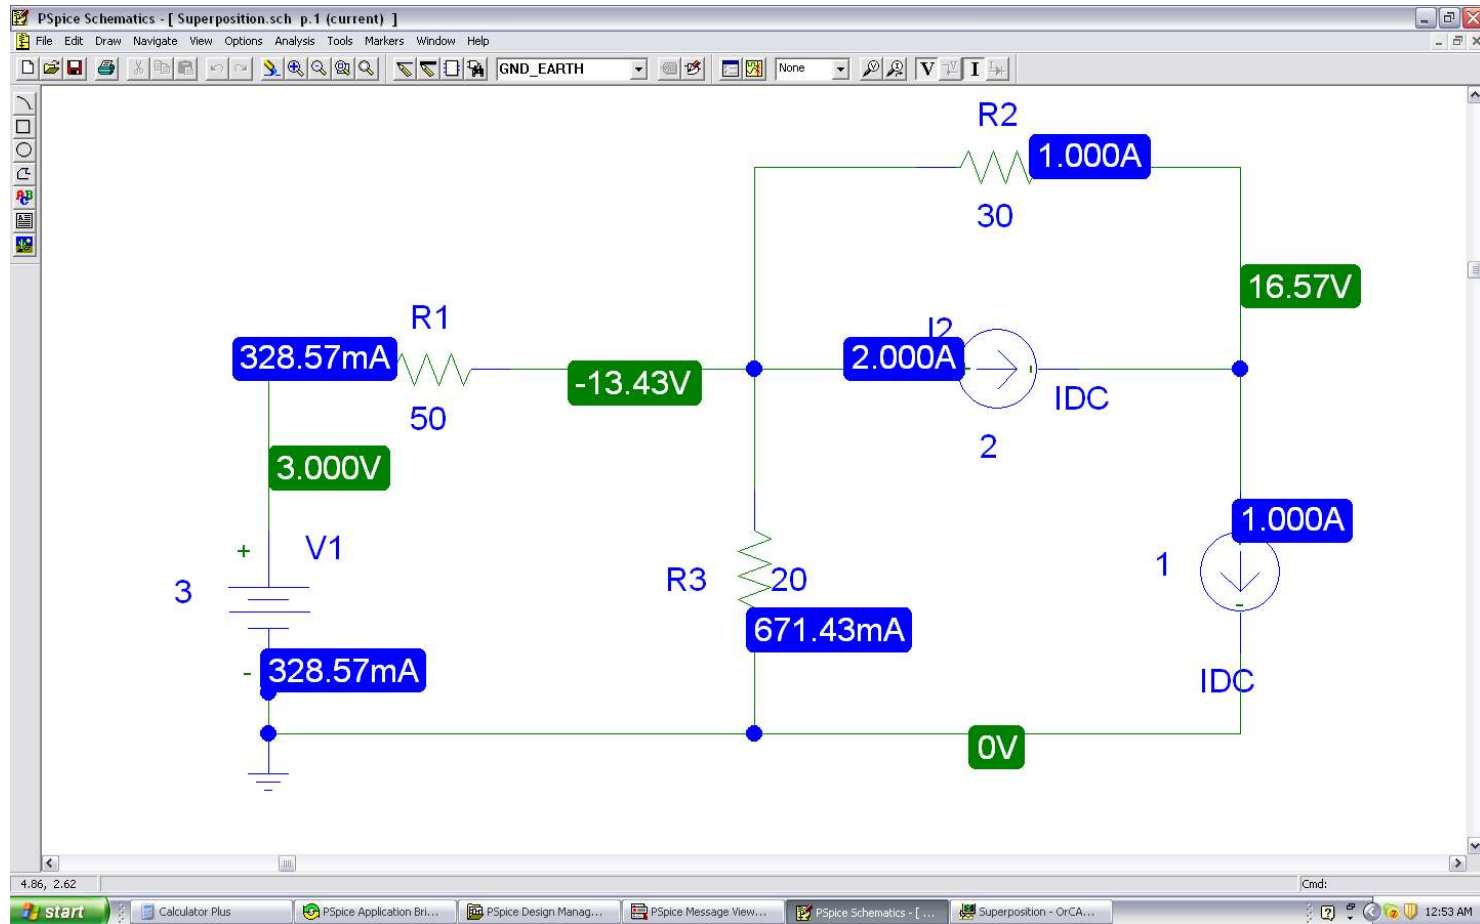 PSpice Schematics - [ Superposition.sch p.1 (current) ]
File Edit Draw Navigate View Options Analysis Tools Markers Window Help
GND_EARTH
None
V
I
R2
1.000A
30
16.57V
R1
I2
328.57mA
2.000A
-13.43V
50
IDC
2
3.000V
1.000A
+
V1
3
R3
20
1
671.43mA
-
328.57mA
IDC
0V
4.86, 2.62
Cmd:
start
Calculator Plus
PSpice Application Bri...
PSpice Design Manag...
PSpice Message View...
PSpice Schematics - [ ...
Superposition - OrCA...
12:53 AM